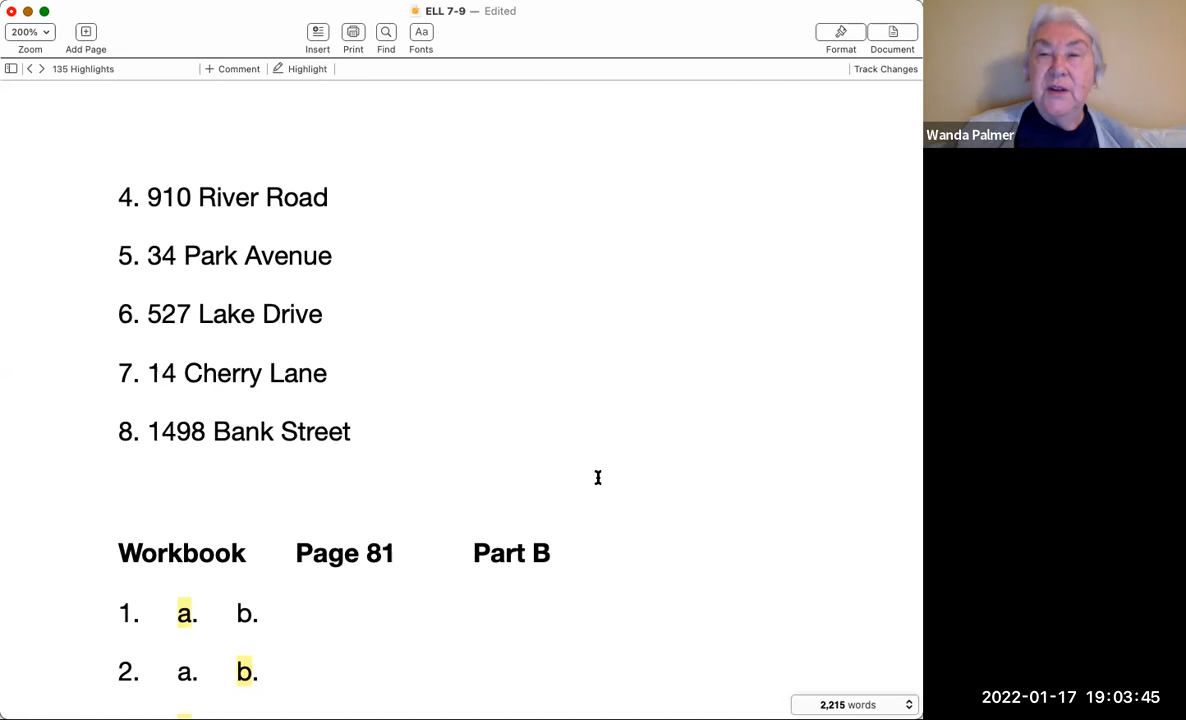 ELL 7-9 — Edited
200%
Zoom
Add Page
Insert
Print
Find
Aa
Fonts
Format
Document
135 Highlights
+ Comment
Highlight
Track Changes
Wanda Palmer
4. 910 River Road
5. 34 Park Avenue
6. 527 Lake Drive
7. 14 Cherry Lane
8. 1498 Bank Street
Workbook Page 81 Part B
1. a. b.
2. a. b.
2,215 words
2022-01-17 19:03:45